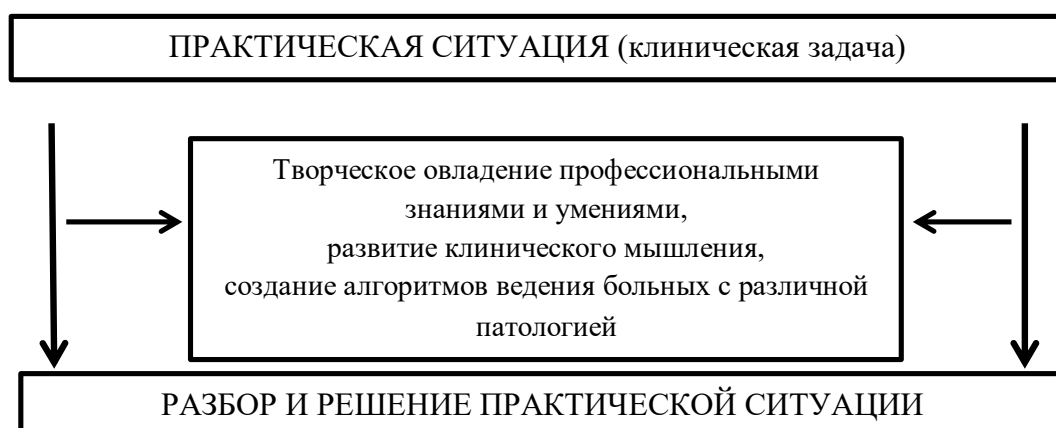 ПРАКТИЧЕСКАЯ СИТУАЦИЯ (клиническая задача)
Творческое овладение профессиональными
знаниями и умениями,
развитие клинического мышления,
создание алгоритмов ведения больных с различной
патологией
РАЗБОР И РЕШЕНИЕ ПРАКТИЧЕСКОЙ СИТУАЦИИ